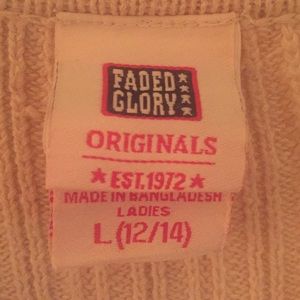 FADED
GLORY
ORIGINALS
★ EST.1972 ★
MADE IN BANGLADESH
LADIES
L (12/14)